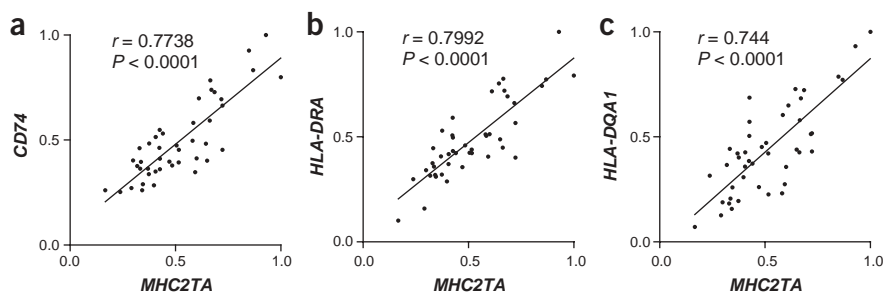 a
r = 0.7738
P < 0.0001
CD74
1.0
0.5
0.0
0.0 0.5 1.0
MHC2TA
b
r = 0.7992
P < 0.0001
HLA-DRA
1.0
0.5
0.0
0.0 0.5 1.0
MHC2TA
c
r = 0.744
P < 0.0001
HLA-DQA1
1.0
0.5
0.0
0.0 0.5 1.0
MHC2TA